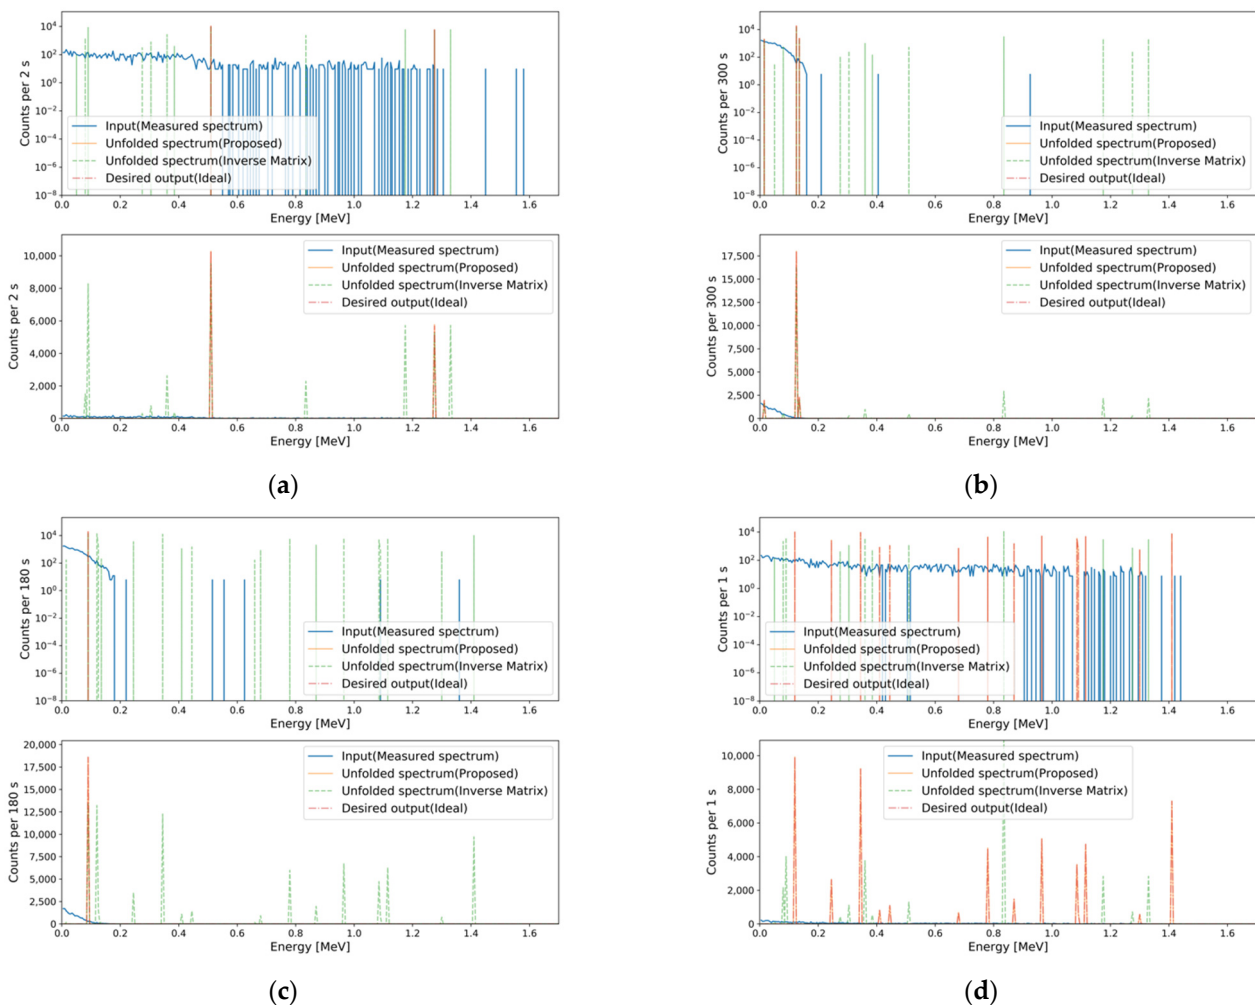 Counts per 2 s
10^4
10^2
10^0
10^−2
10^−4
10^−6
10^−8
Input(Measured spectrum)
Unfolded spectrum(Proposed)
Unfolded spectrum(Inverse Matrix)
Desired output(Ideal)
0.0 0.2 0.4 0.6 0.8 1.0 1.2 1.4 1.6
Energy [MeV]
Counts per 2 s
10,000
8,000
6,000
4,000
2,000
0
Input(Measured spectrum)
Unfolded spectrum(Proposed)
Unfolded spectrum(Inverse Matrix)
Desired output(Ideal)
0.0 0.2 0.4 0.6 0.8 1.0 1.2 1.4 1.6
Energy [MeV]
(a)
Counts per 300 s
10^4
10^2
10^0
10^−2
10^−4
10^−6
10^−8
Input(Measured spectrum)
Unfolded spectrum(Proposed)
Unfolded spectrum(Inverse Matrix)
Desired output(Ideal)
0.0 0.2 0.4 0.6 0.8 1.0 1.2 1.4 1.6
Energy [MeV]
Counts per 300 s
17,500
15,000
12,500
10,000
7,500
5,000
2,500
0
Input(Measured spectrum)
Unfolded spectrum(Proposed)
Unfolded spectrum(Inverse Matrix)
Desired output(Ideal)
0.0 0.2 0.4 0.6 0.8 1.0 1.2 1.4 1.6
Energy [MeV]
(b)
Counts per 180 s
10^4
10^2
10^0
10^−2
10^−4
10^−6
10^−8
Input(Measured spectrum)
Unfolded spectrum(Proposed)
Unfolded spectrum(Inverse Matrix)
Desired output(Ideal)
0.0 0.2 0.4 0.6 0.8 1.0 1.2 1.4 1.6
Energy [MeV]
Counts per 180 s
20,000
17,500
15,000
12,500
10,000
7,500
5,000
2,500
0
Input(Measured spectrum)
Unfolded spectrum(Proposed)
Unfolded spectrum(Inverse Matrix)
Desired output(Ideal)
0.0 0.2 0.4 0.6 0.8 1.0 1.2 1.4 1.6
Energy [MeV]
(c)
Counts per 1 s
10^4
10^2
10^0
10^−2
10^−4
10^−6
10^−8
Input(Measured spectrum)
Unfolded spectrum(Proposed)
Unfolded spectrum(Inverse Matrix)
Desired output(Ideal)
0.0 0.2 0.4 0.6 0.8 1.0 1.2 1.4 1.6
Energy [MeV]
Counts per 1 s
10,000
8,000
6,000
4,000
2,000
0
Input(Measured spectrum)
Unfolded spectrum(Proposed)
Unfolded spectrum(Inverse Matrix)
Desired output(Ideal)
0.0 0.2 0.4 0.6 0.8 1.0 1.2 1.4 1.6
Energy [MeV]
(d)